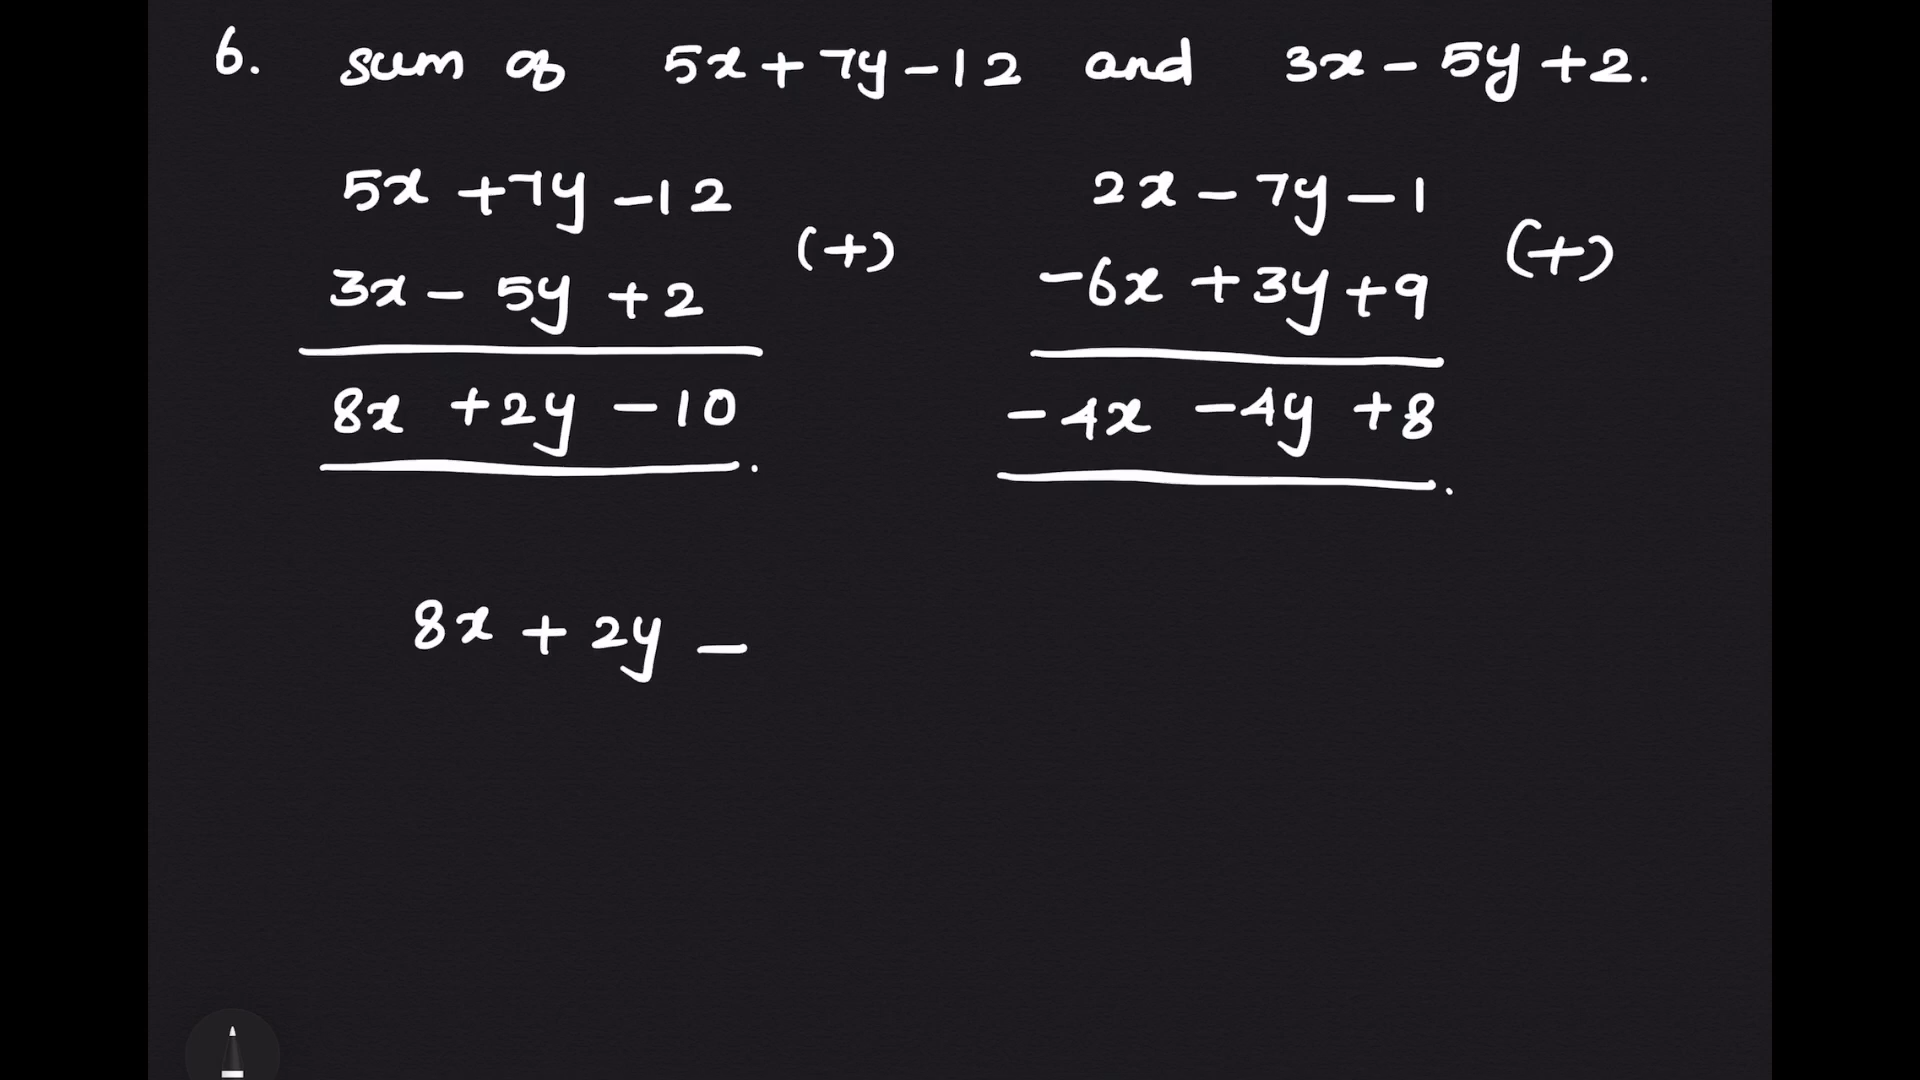 6. sum of 5x + 7y - 12 and 3x - 5y + 2.
5x + 7y - 12
3x - 5y + 2 (+)
8x + 2y - 10.
2x - 7y - 1
-6x + 3y + 9 (+)
-4x - 4y + 8.
8x + 2y -